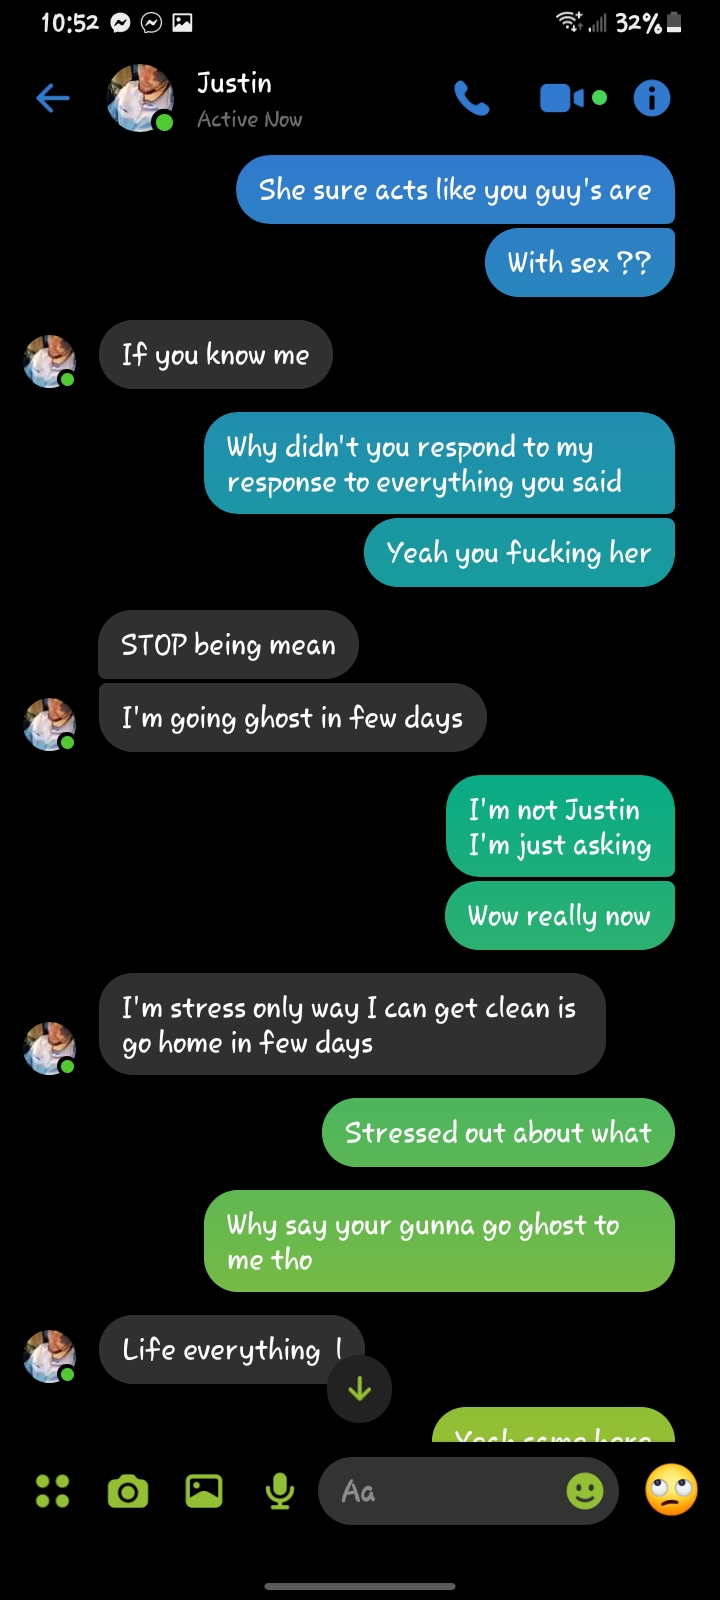 10:52
32%
Justin
Active Now
She sure acts like you guy's are
With sex ??
If you know me
Why didn't you respond to my
response to everything you said
Yeah you fucking her
STOP being mean
I'm going ghost in few days
I'm not Justin
I'm just asking
Wow really now
I'm stress only way I can get clean is
go home in few days
Stressed out about what
Why say your gunna go ghost to
me tho
Life everything l
Yeah same here
Aa